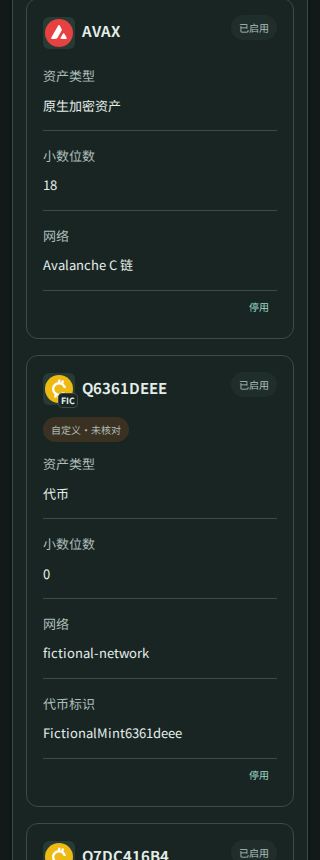 AVAX
已启用
资产类型
原生加密资产
小数位数
18
网络
Avalanche C 链
停用
FIC
Q6361DEEE
已启用
自定义・未核对
资产类型
代币
小数位数
0
网络
fictional-network
代币标识
FictionalMint6361deee
停用
Q7DC416B4
已启用